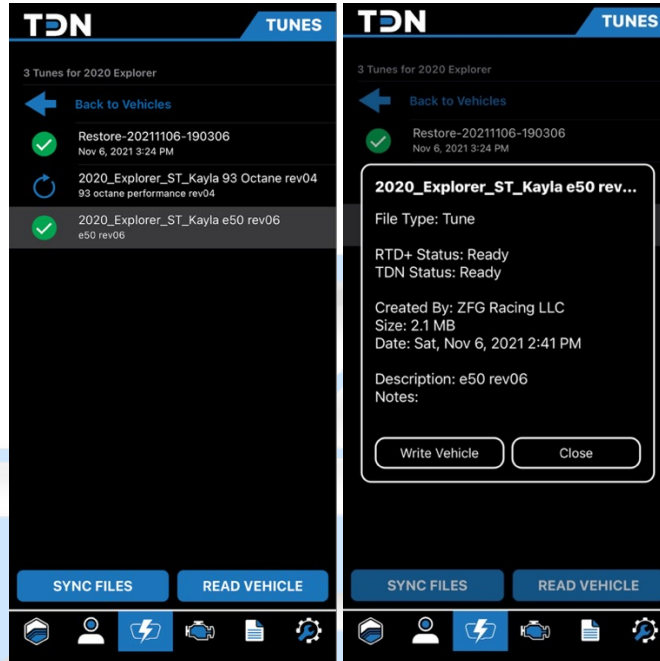 TDN
TUNES
3 Tunes for 2020 Explorer
Back to Vehicles
Restore-20211106-190306
Nov 6, 2021 3:24 PM
2020_Explorer_ST_Kayla 93 Octane rev04
93 octane performance rev04
2020_Explorer_ST_Kayla e50 rev06
e50 rev06
SYNC FILES
READ VEHICLE
TDN
TUNES
3 Tunes for 2020 Explorer
Back to Vehicles
Restore-20211106-190306
Nov 6, 2021 3:24 PM
2020_Explorer_ST_Kayla e50 rev...
File Type: Tune
RTD+ Status: Ready
TDN Status: Ready
Created By: ZFG Racing LLC
Size: 2.1 MB
Date: Sat, Nov 6, 2021 2:41 PM
Description: e50 rev06
Notes:
Write Vehicle
Close
SYNC FILES
READ VEHICLE